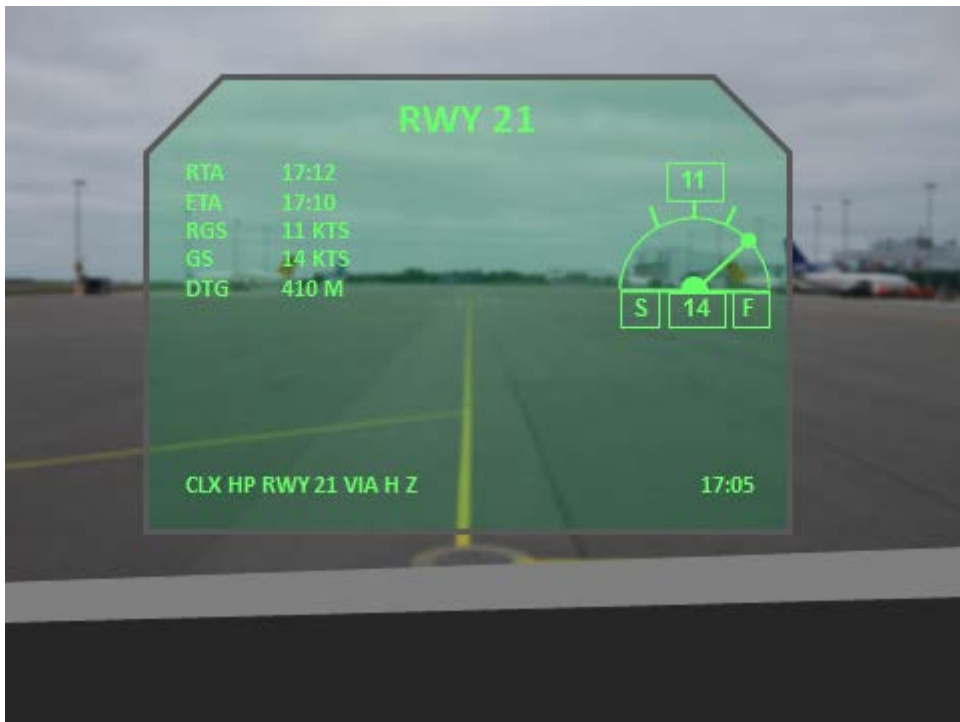 RWY 21
RTA 17:12
ETA 17:10
RGS 11 KTS
GS 14 KTS
DTG 410 M
11
S 14 F
CLX HP RWY 21 VIA H Z 17:05